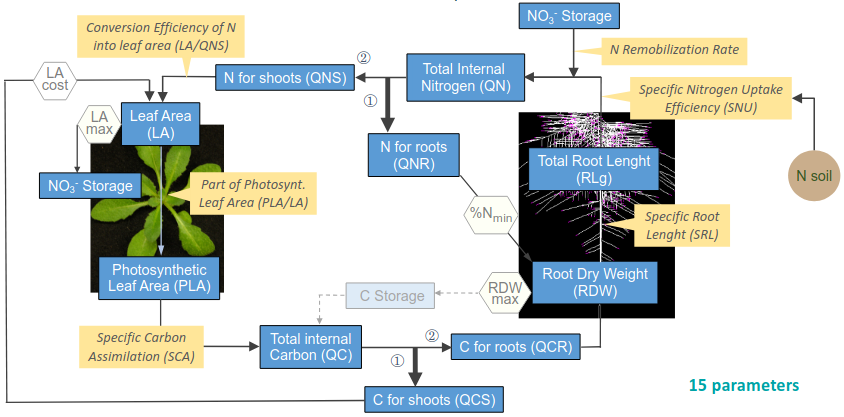 NO₃⁻ Storage
Conversion Efficiency of N
into leaf area (LA/QNS)
N Remobilization Rate
LA
cost
②
N for shoots (QNS)
Total Internal
Nitrogen (QN)
①
Specific Nitrogen Uptake
Efficiency (SNU)
LA
max
Leaf Area
(LA)
N for roots
(QNR)
Total Root Lenght
(RLg)
N soil
NO₃⁻ Storage
Part of Photosynt.
Leaf Area (PLA/LA)
%Nmin
Specific Root
Lenght (SRL)
Photosynthetic
Leaf Area (PLA)
C Storage
RDW
max
Root Dry Weight
(RDW)
Specific Carbon
Assimilation (SCA)
Total internal
Carbon (QC)
②
①
C for roots (QCR)
C for shoots (QCS)
15 parameters